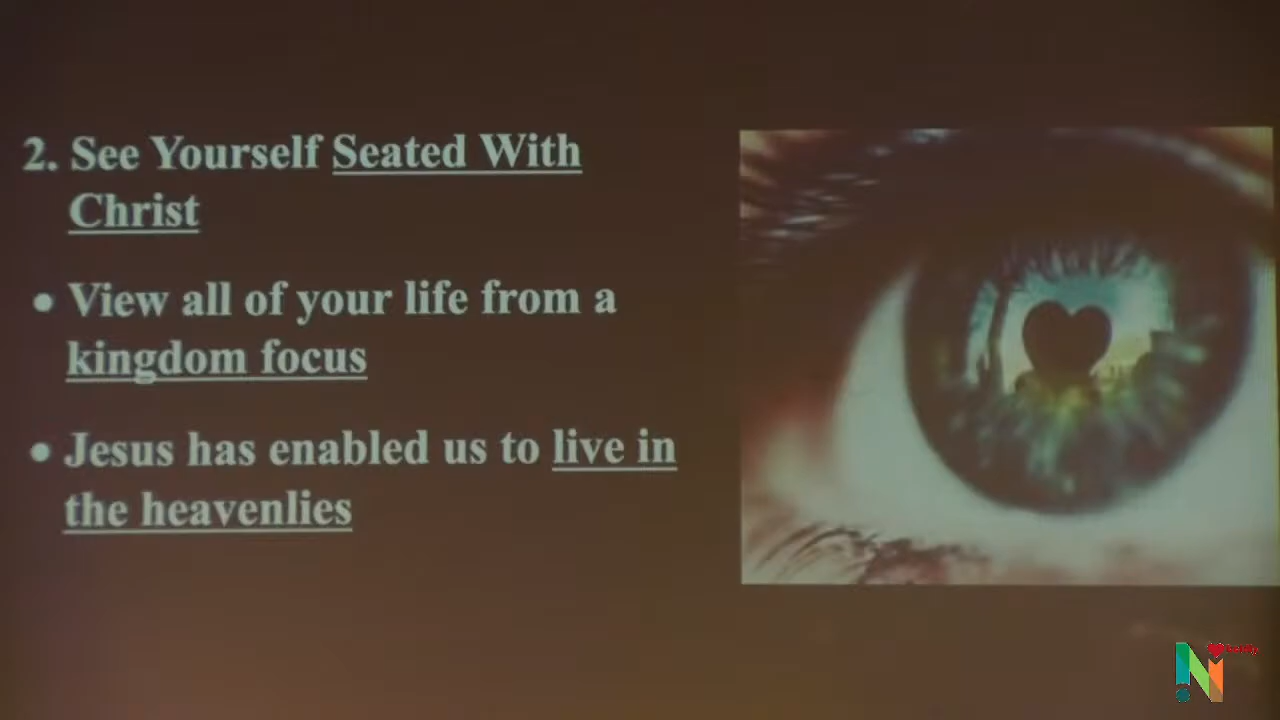 2. See Yourself Seated With
Christ
• View all of your life from a
kingdom focus
• Jesus has enabled us to live in
the heavenlies